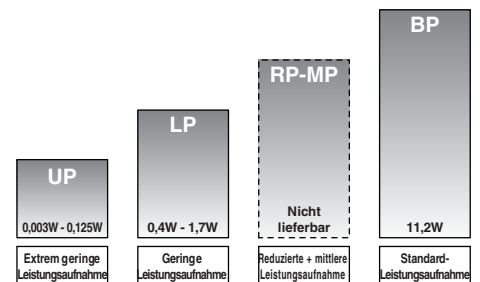 UP
0,003W - 0,125W
Extrem geringe
Leistungsaufnahme
LP
0,4W - 1,7W
Geringe
Leistungsaufnahme
RP-MP
Nicht
lieferbar
Reduzierte + mittlere
Leistungsaufnahme
BP
11,2W
Standard-
Leistungsaufnahme